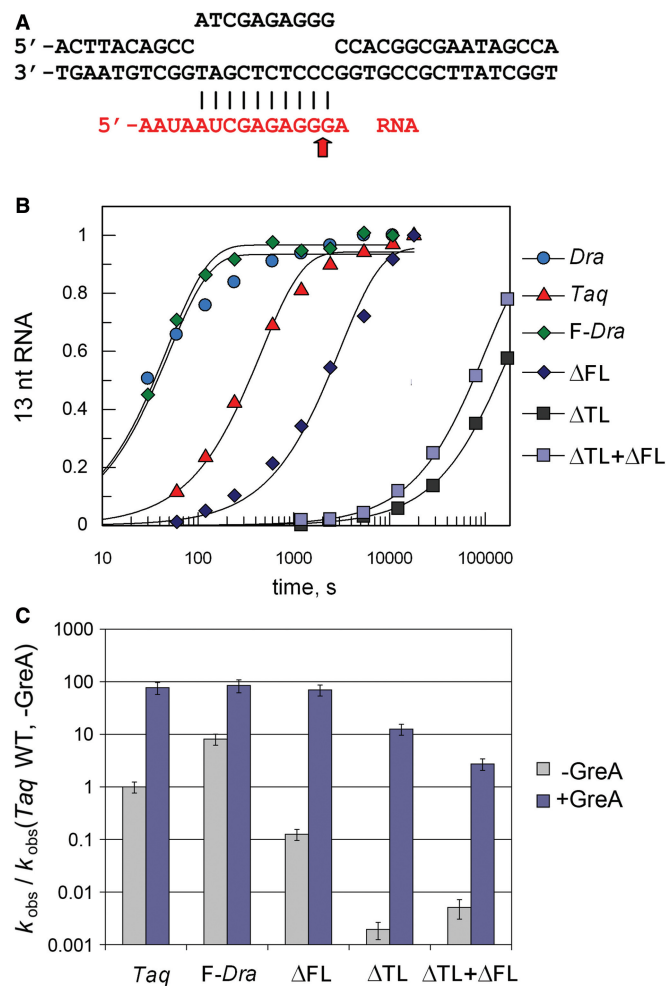 A
ATCGAGAGGG
5'-ACTTACAGCC CCACGGCGAATAGCCA
3'-TGAATGTCGGTAGCTCTCCCGGTGCCGCTTATCGGT
5'-AAUAAUCGAGAGGGA RNA
B
13 nt RNA
1
0.8
0.6
0.4
0.2
0
10 100 1000 10000 100000
time, s
Dra
Taq
F-Dra
ΔFL
ΔTL
ΔTL+ΔFL
C
k obs / k obs (Taq WT, -GreA)
1000
100
10
1
0.1
0.01
0.001
Taq F-Dra ΔFL ΔTL ΔTL+ΔFL
-GreA
+GreA